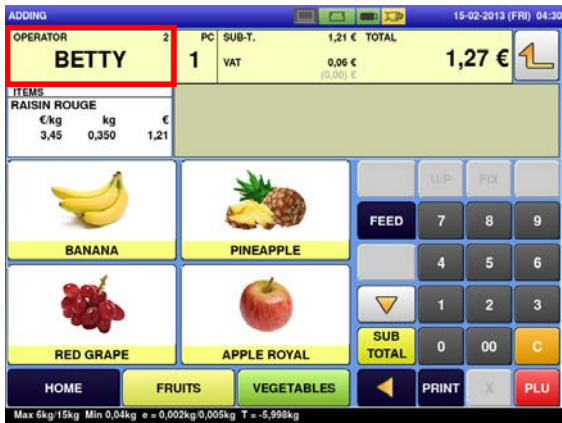 ADDING 15-02-2013 (FRI) 04:30
OPERATOR 2 PC SUB-T. 1,21 € TOTAL
BETTY 1 VAT 0,06 € 1,27 €
(0,00) €
ITEMS
RAISIN ROUGE
€/kg kg €
3,45 0,350 1,21
U/P FIX
FEED 7 8 9
BANANA PINEAPPLE
4 5 6
1 2 3
SUB TOTAL 0 00 C
RED GRAPE APPLE ROYAL
HOME FRUITS VEGETABLES PRINT X PLU
Max 6kg/15kg Min 0,04kg e = 0,002kg/0,005kg T = -5,998kg